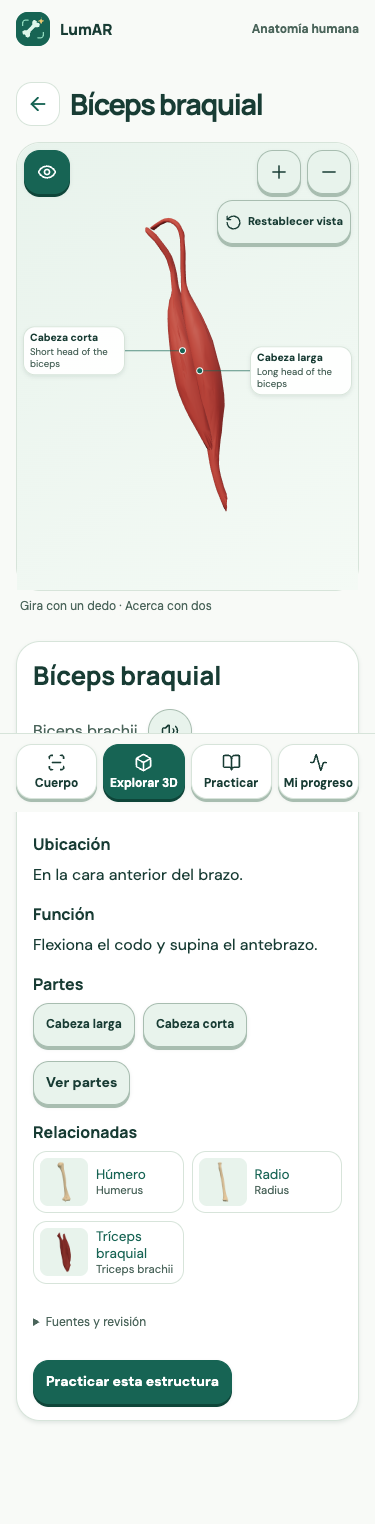 LumAR
Anatomía humana
Bíceps braquial
Restablecer vista
Cabeza corta
Short head of the
biceps
Cabeza larga
Long head of the
biceps
Gira con un dedo · Acerca con dos
Bíceps braquial
Biceps brachii
Cuerpo
Explorar 3D
Practicar
Mi progreso
Ubicación
En la cara anterior del brazo.
Función
Flexiona el codo y supina el antebrazo.
Partes
Cabeza larga
Cabeza corta
Ver partes
Relacionadas
Húmero
Humerus
Radio
Radius
Tríceps
braquial
Triceps brachii
Fuentes y revisión
Practicar esta estructura